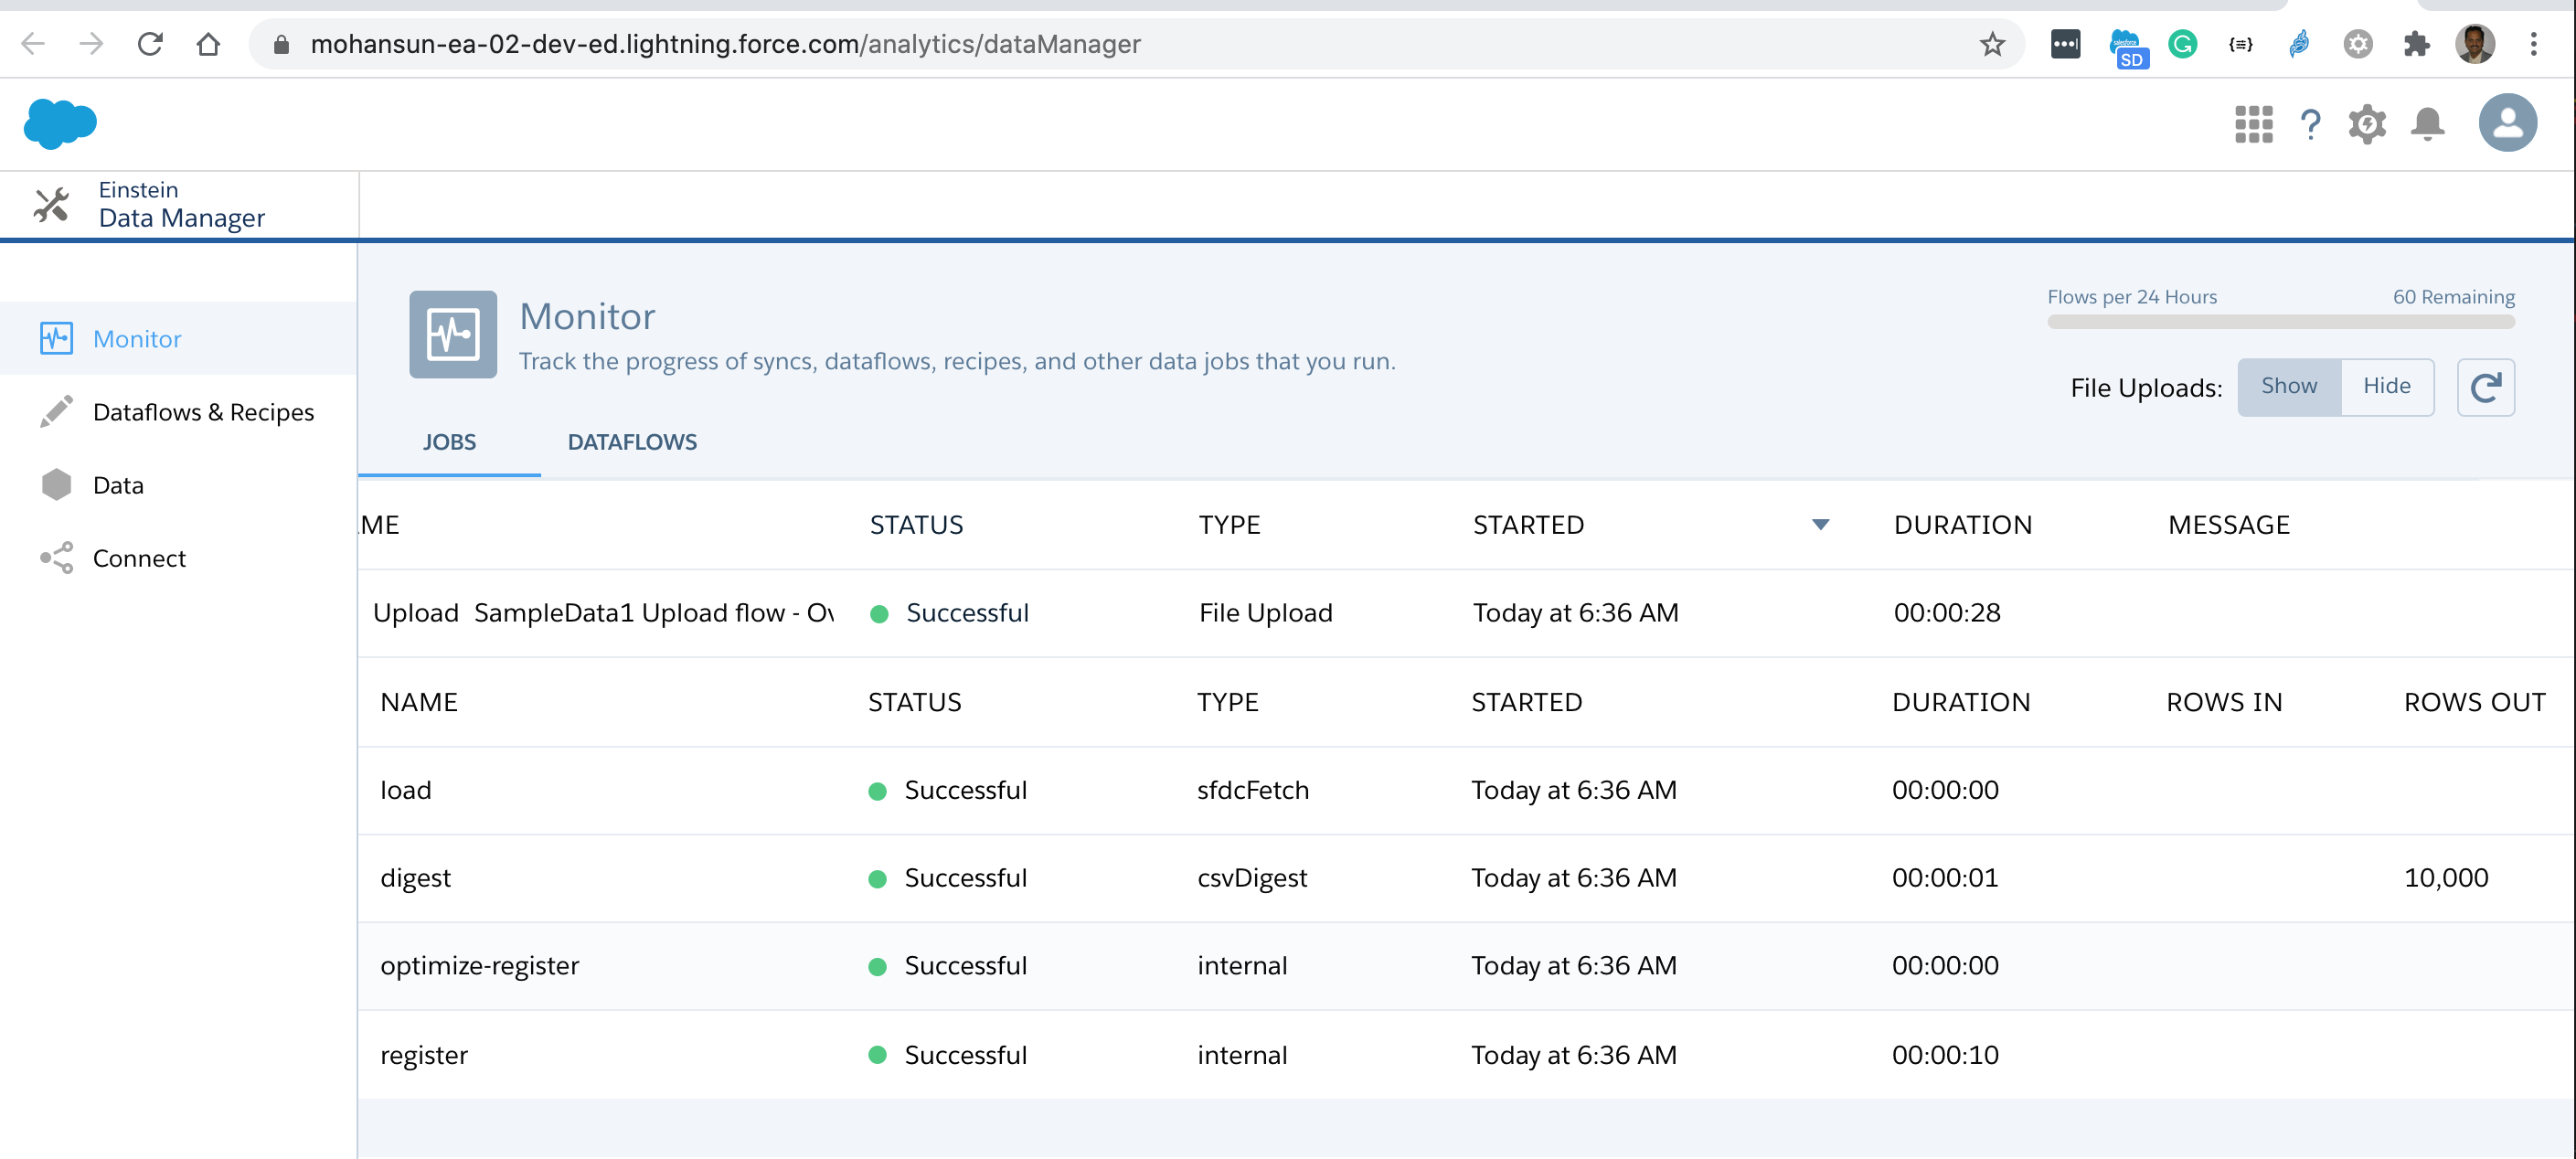 mohansun-ea-02-dev-ed.lightning.force.com/analytics/dataManager
SD
Einstein
Data Manager
Monitor
Dataflows & Recipes
Data
Connect
Monitor
Track the progress of syncs, dataflows, recipes, and other data jobs that you run.
Flows per 24 Hours 60 Remaining
File Uploads: Show Hide
JOBS DATAFLOWS
ME STATUS TYPE STARTED DURATION MESSAGE
Upload SampleData1 Upload flow - Ov Successful File Upload Today at 6:36 AM 00:00:28
NAME STATUS TYPE STARTED DURATION ROWS IN ROWS OUT
load Successful sfdcFetch Today at 6:36 AM 00:00:00
digest Successful csvDigest Today at 6:36 AM 00:00:01 10,000
optimize-register Successful internal Today at 6:36 AM 00:00:00
register Successful internal Today at 6:36 AM 00:00:10